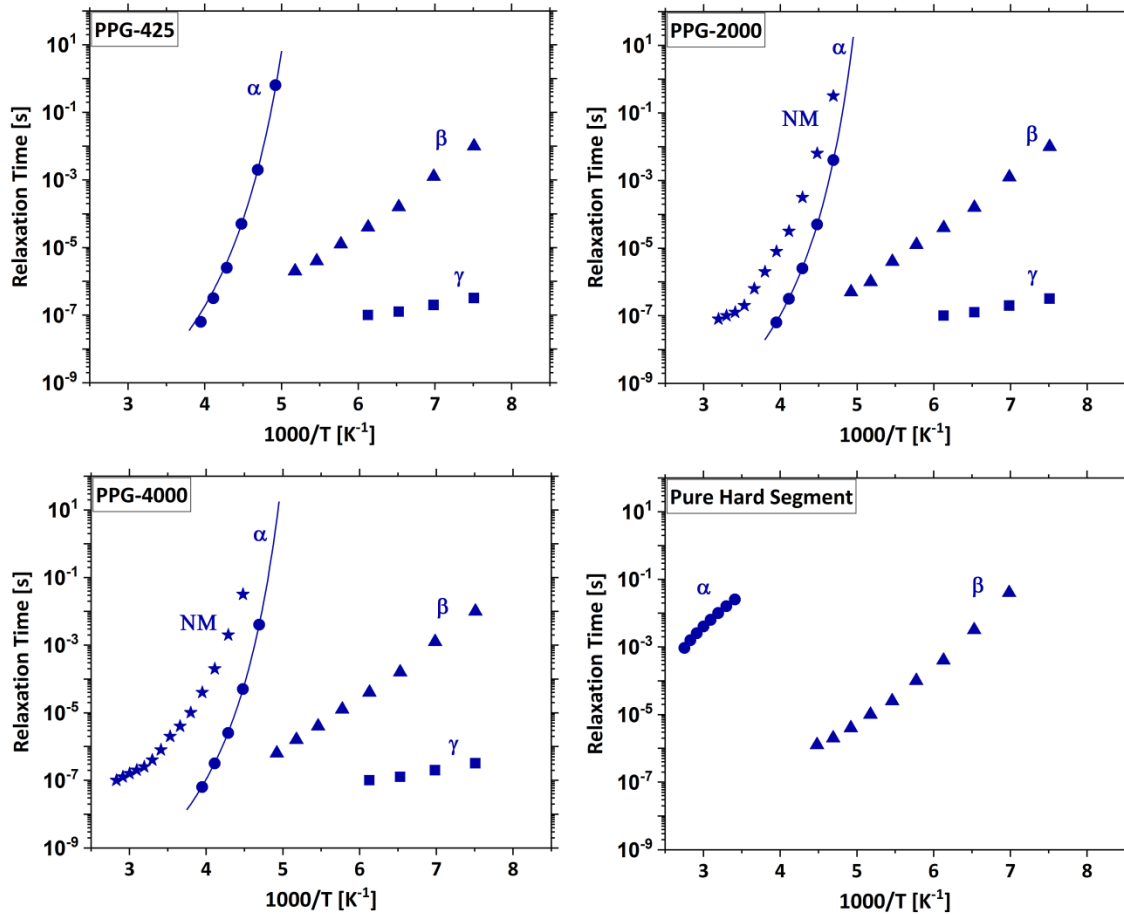 PPG-425
Relaxation Time [s]
10¹
10⁻¹
10⁻³
10⁻⁵
10⁻⁷
10⁻⁹
α
β
γ
3 4 5 6 7 8
1000/T [K⁻¹]
PPG-2000
Relaxation Time [s]
10¹
10⁻¹
10⁻³
10⁻⁵
10⁻⁷
10⁻⁹
α
NM
β
γ
3 4 5 6 7 8
1000/T [K⁻¹]
PPG-4000
Relaxation Time [s]
10¹
10⁻¹
10⁻³
10⁻⁵
10⁻⁷
10⁻⁹
α
NM
β
γ
3 4 5 6 7 8
1000/T [K⁻¹]
Pure Hard Segment
Relaxation Time [s]
10¹
10⁻¹
10⁻³
10⁻⁵
10⁻⁷
10⁻⁹
α
β
3 4 5 6 7 8
1000/T [K⁻¹]